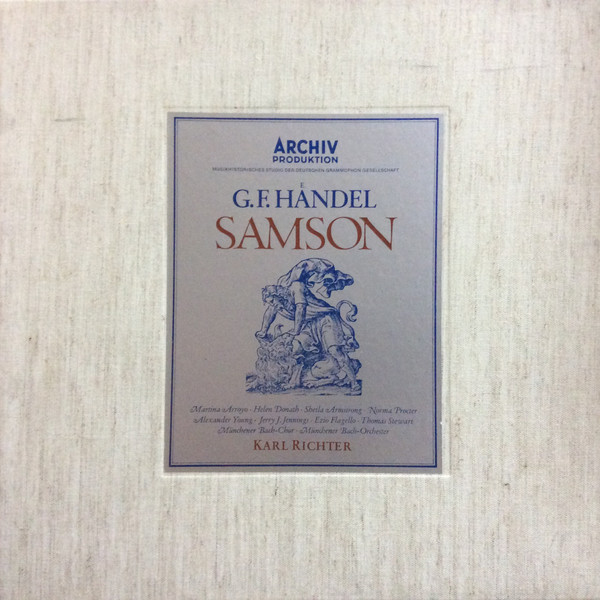 ARCHIV
PRODUKTION
MUSIKHISTORISCHES STUDIO DER DEUTSCHEN GRAMMOPHON GESELLSCHAFT
G.F. HÅNDEL
SAMSON
Martina Arroyo · Helen Donath · Sheila Armstrong · Norma Procter
Alexander Young · Jerry J. Jennings · Ezio Flagello · Thomas Stewart
Münchener Bach-Chor · Münchener Bach-Orchester
KARL RICHTER